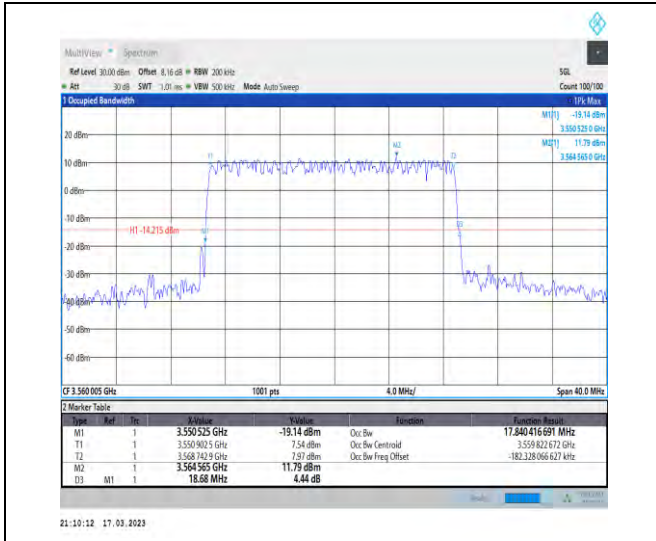 MultiView Spectrum
Ref Level 30.00 dBm Offset 8.16 dB RBW 200 kHz SGL
Att 30 dB SWT 1.01 ms VBW 500 kHz Mode Auto Sweep Count 100/100
1 Occupied Bandwidth 1Pk Max
M1[1] -19.14 dBm
3.550 525 0 GHz
M2[1] 11.79 dBm
3.564 565 0 GHz
20 dBm
M2
T1 T2
10 dBm
0 dBm
-10 dBm
H1 -14.215 dBm
M1
D3
-20 dBm
-30 dBm
-50 dBm
-60 dBm
CF 3.560 005 GHz 1001 pts 4.0 MHz/ Span 40.0 MHz
2 Marker Table
Type Ref Trc X-Value Y-Value Function Function Result
M1 1 3.550 525 GHz -19.14 dBm Occ Bw 17.840 416 691 MHz
T1 1 3.550 902 5 GHz 7.54 dBm Occ Bw Centroid 3.559 822 672 GHz
T2 1 3.568 742 9 GHz 7.97 dBm Occ Bw Freq Offset -182.328 066 627 kHz
M2 1 3.564 565 GHz 11.79 dBm
D3 M1 1 18.68 MHz 4.44 dB
21:10:12 17.03.2023